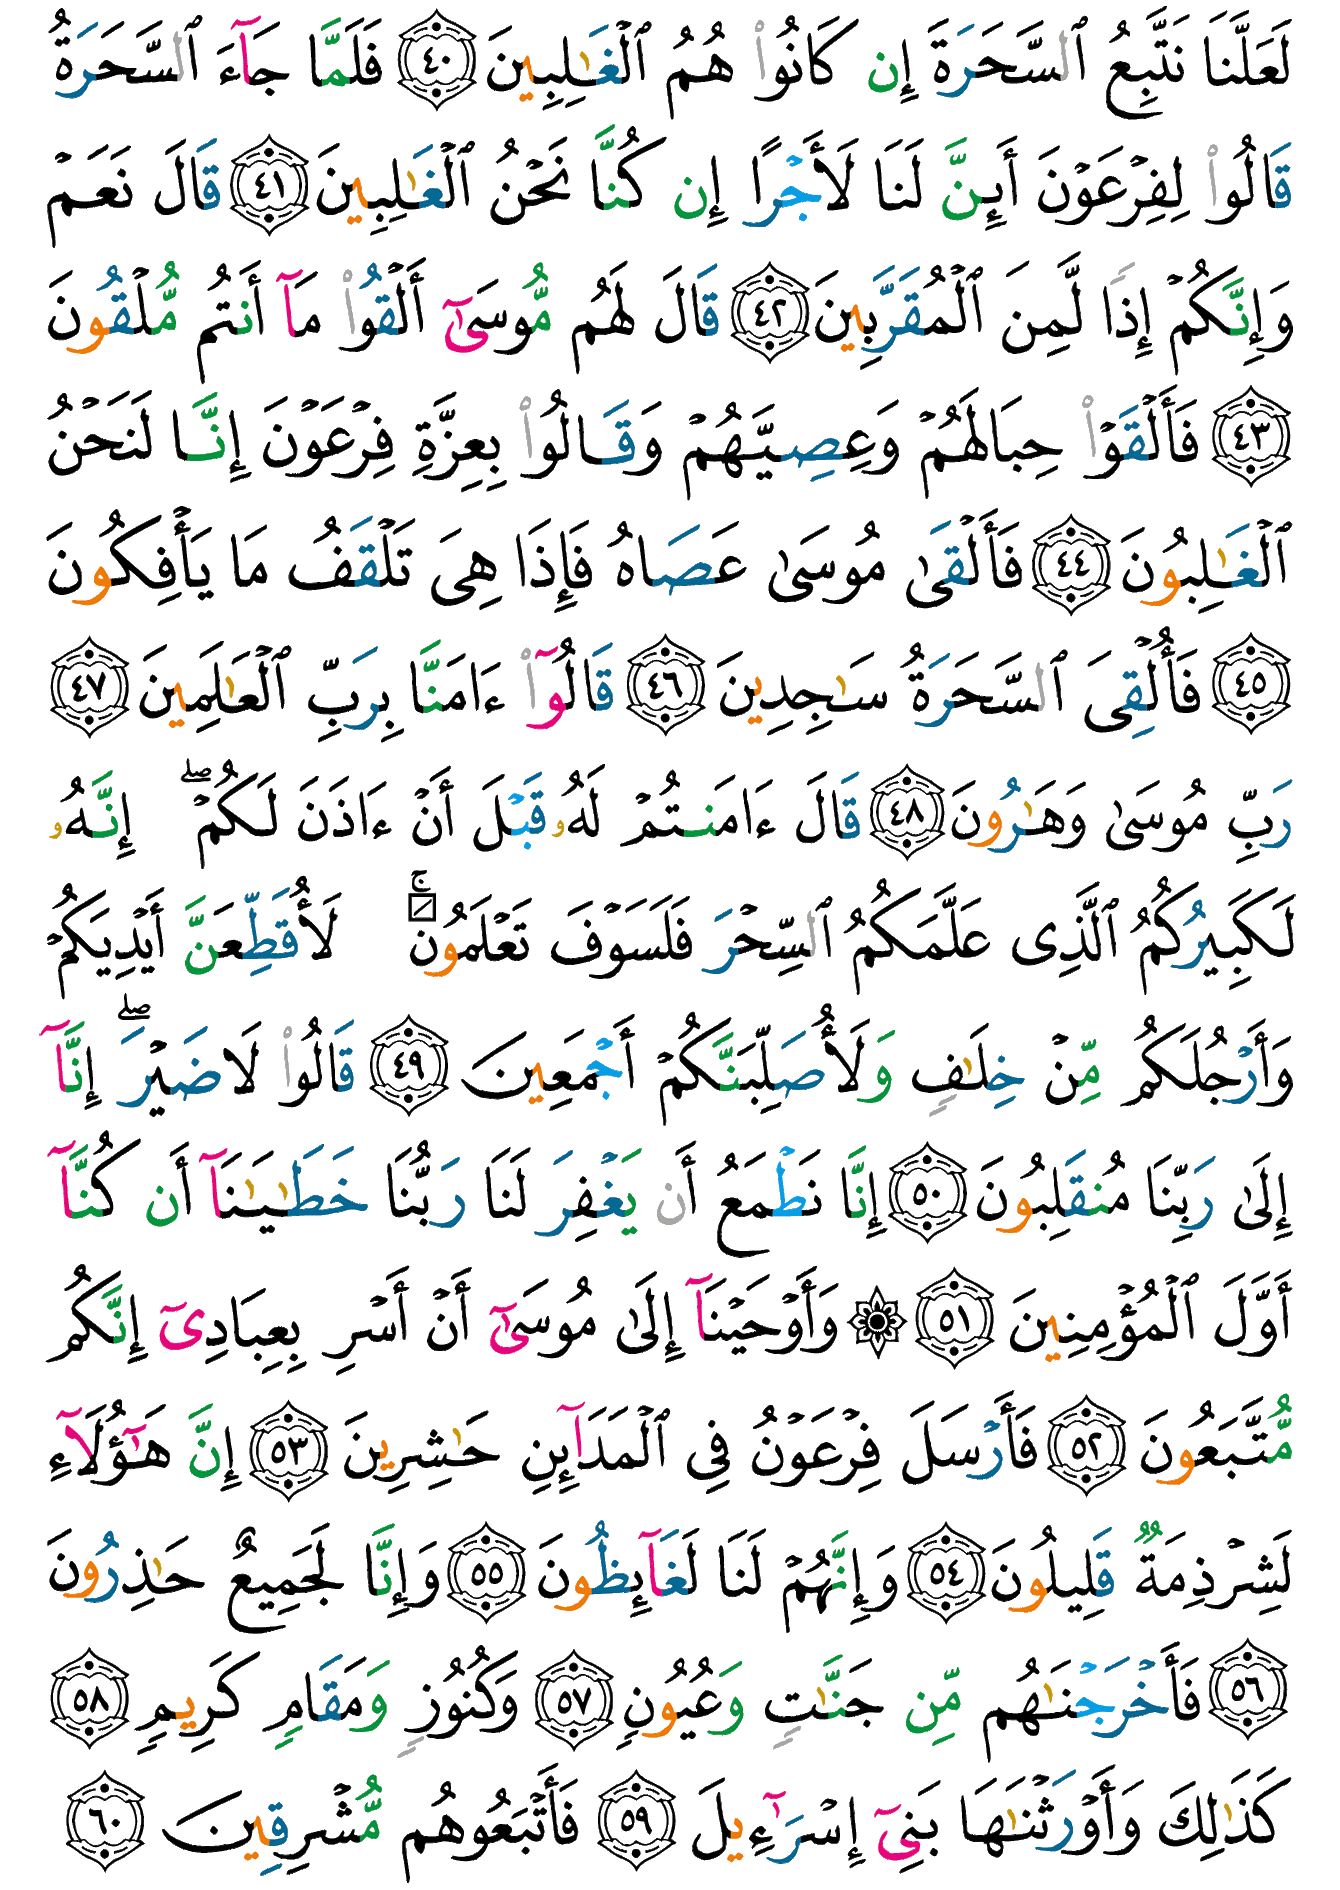 لَعَلَّنَا نَتَّبِعُ ٱلسَّحَرَةَ إِن كَانُوا۟ هُمُ ٱلْغَـٰلِبِينَ ٤٠ فَلَمَّا جَآءَ ٱلسَّحَرَةُ
قَالُوا۟ لِفِرْعَوْنَ أَئِنَّ لَنَا لَأَجْرًا إِن كُنَّا نَحْنُ ٱلْغَـٰلِبِينَ ٤١ قَالَ نَعَمْ
وَإِنَّكُمْ إِذًا لَّمِنَ ٱلْمُقَرَّبِينَ ٤٢ قَالَ لَهُم مُّوسَىٰٓ أَلْقُوا۟ مَآ أَنتُم مُّلْقُونَ
٤٣ فَأَلْقَوْا۟ حِبَالَهُمْ وَعِصِيَّهُمْ وَقَالُوا۟ بِعِزَّةِ فِرْعَوْنَ إِنَّا لَنَحْنُ
ٱلْغَـٰلِبُونَ ٤٤ فَأَلْقَىٰ مُوسَىٰ عَصَاهُ فَإِذَا هِىَ تَلْقَفُ مَا يَأْفِكُونَ
٤٥ فَأُلْقِىَ ٱلسَّحَرَةُ سَـٰجِدِينَ ٤٦ قَالُوٓا۟ ءَامَنَّا بِرَبِّ ٱلْعَـٰلَمِينَ ٤٧
رَبِّ مُوسَىٰ وَهَـٰرُونَ ٤٨ قَالَ ءَامَنتُمْ لَهُۥ قَبْلَ أَنْ ءَاذَنَ لَكُمْ ۖ إِنَّهُۥ
لَكَبِيرُكُمُ ٱلَّذِى عَلَّمَكُمُ ٱلسِّحْرَ فَلَسَوْفَ تَعْلَمُونَ ۚ لَأُقَطِّعَنَّ أَيْدِيَكُمْ
وَأَرْجُلَكُم مِّنْ خِلَـٰفٍ وَلَأُصَلِّبَنَّكُمْ أَجْمَعِينَ ٤٩ قَالُوا۟ لَا ضَيْرَ ۖ إِنَّآ
إِلَىٰ رَبِّنَا مُنقَلِبُونَ ٥٠ إِنَّا نَطْمَعُ أَن يَغْفِرَ لَنَا رَبُّنَا خَطَـٰيَـٰنَآ أَن كُنَّآ
أَوَّلَ ٱلْمُؤْمِنِينَ ٥١ ۞ وَأَوْحَيْنَآ إِلَىٰ مُوسَىٰٓ أَنْ أَسْرِ بِعِبَادِىٓ إِنَّكُم
مُّتَّبَعُونَ ٥٢ فَأَرْسَلَ فِرْعَوْنُ فِى ٱلْمَدَآئِنِ حَـٰشِرِينَ ٥٣ إِنَّ هَـٰٓؤُلَآءِ
لَشِرْذِمَةٌ قَلِيلُونَ ٥٤ وَإِنَّهُمْ لَنَا لَغَآئِظُونَ ٥٥ وَإِنَّا لَجَمِيعٌ حَـٰذِرُونَ
٥٦ فَأَخْرَجْنَـٰهُم مِّن جَنَّـٰتٍ وَعُيُونٍ ٥٧ وَكُنُوزٍ وَمَقَامٍ كَرِيمٍ ٥٨
كَذَٰلِكَ وَأَوْرَثْنَـٰهَا بَنِىٓ إِسْرَٰٓءِيلَ ٥٩ فَأَتْبَعُوهُم مُّشْرِقِينَ ٦٠